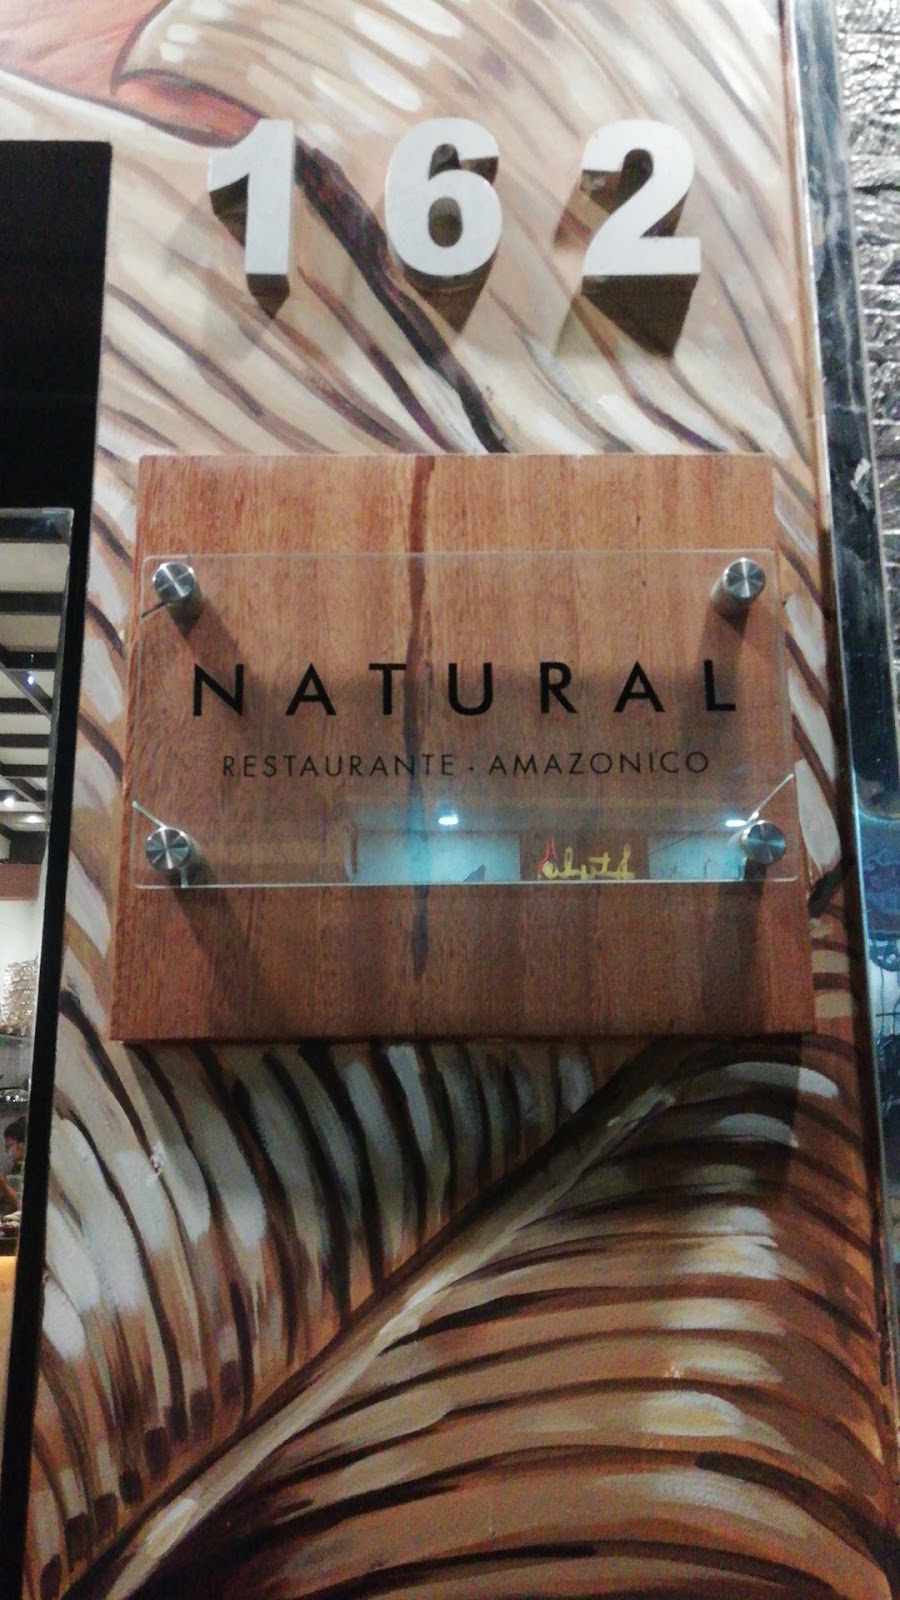 162
NATURAL
RESTAURANTE - AMAZONICO